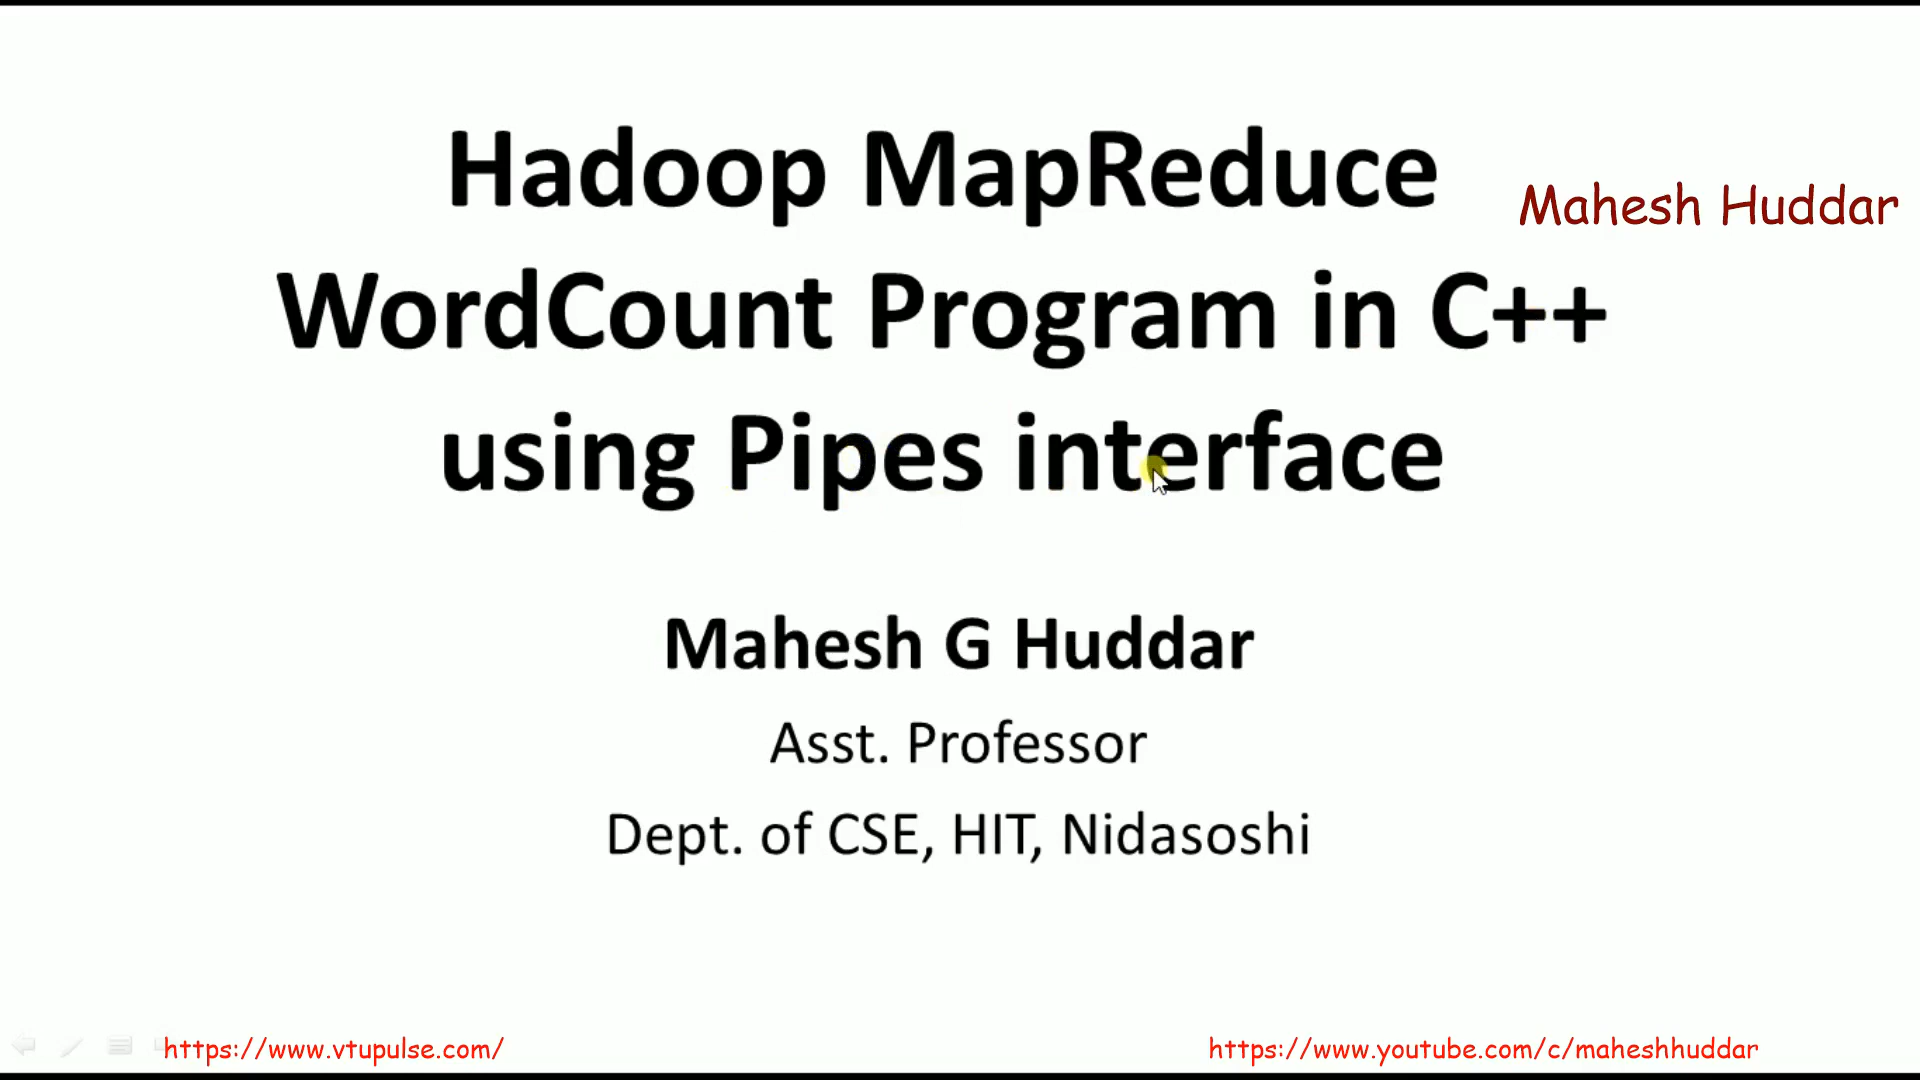 Hadoop MapReduce
Mahesh Huddar
WordCount Program in C++
using Pipes interface
Mahesh G Huddar
Asst. Professor
Dept. of CSE, HIT, Nidasoshi
https://www.vtupulse.com/
https://www.youtube.com/c/maheshhuddar